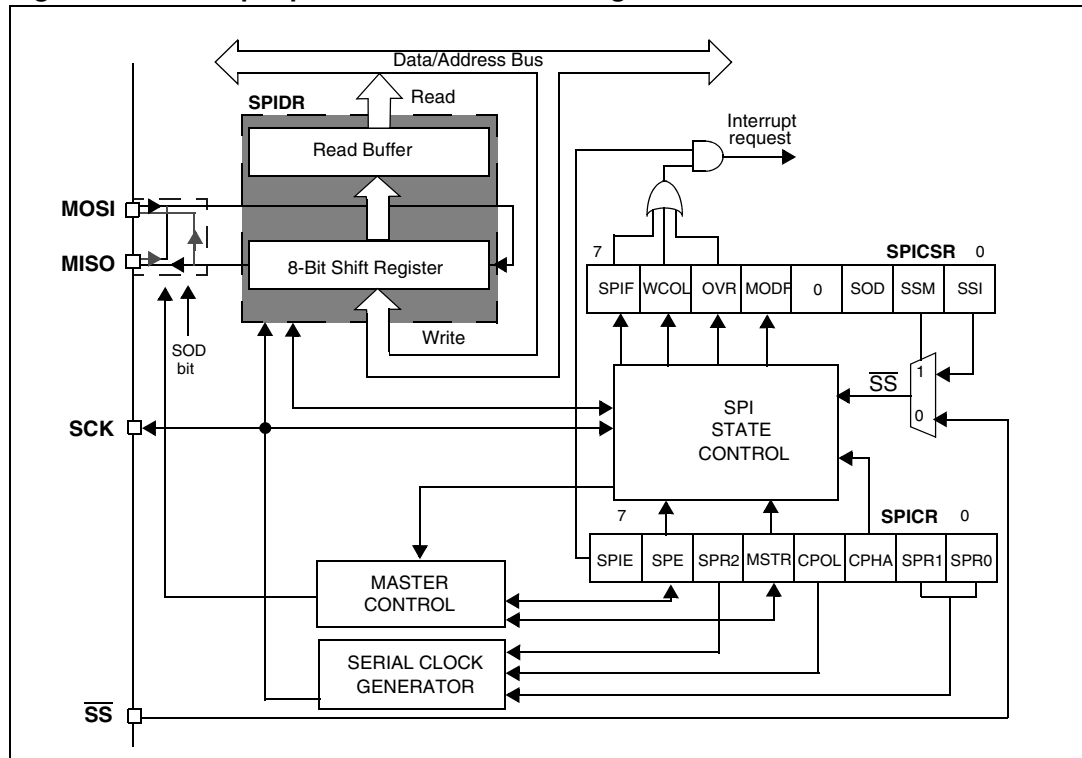 Data/Address Bus
SPIDR
Read
Read Buffer
Interrupt
request
MOSI
MISO
8-Bit Shift Register
Write
SOD
bit
7
SPICSR
0
SPIF
WCOL
OVR
MODF
0
SOD
SSM
SSI
SS
1
0
SCK
SPI
STATE
CONTROL
7
SPICR
0
SPIE
SPE
SPR2
MSTR
CPOL
CPHA
SPR1
SPR0
MASTER
CONTROL
SERIAL CLOCK
GENERATOR
SS